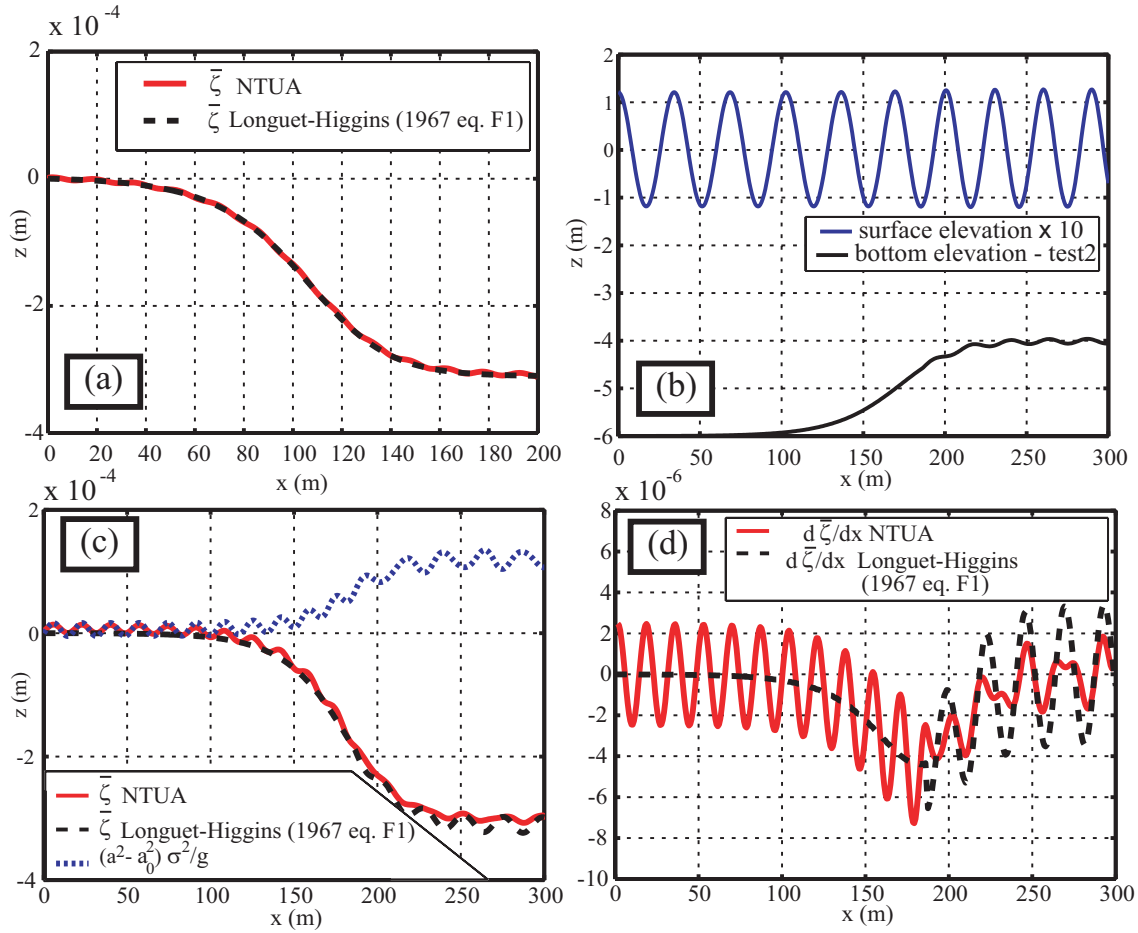 x 10 -4
2
0
-2
-4
z (m)
ζ̄ NTUA
ζ̄ Longuet-Higgins (1967 eq. F1)
(a)
0 20 40 60 80 100 120 140 160 180 200
x (m)
2
1
0
-1
-2
-3
-4
-5
-6
z (m)
surface elevation x 10
bottom elevation - test2
(b)
0 50 100 150 200 250 300
x (m)
x 10 -4
2
0
-2
-4
z (m)
(c)
ζ̄ NTUA
ζ̄ Longuet-Higgins (1967 eq. F1)
(a²- a₀²) σ²/g
0 50 100 150 200 250 300
x (m)
x 10 -6
8
6
4
2
0
-2
-4
-6
-8
-10
(d)
d ζ̄/dx NTUA
d ζ̄/dx Longuet-Higgins
(1967 eq. F1)
0 50 100 150 200 250 300
x (m)